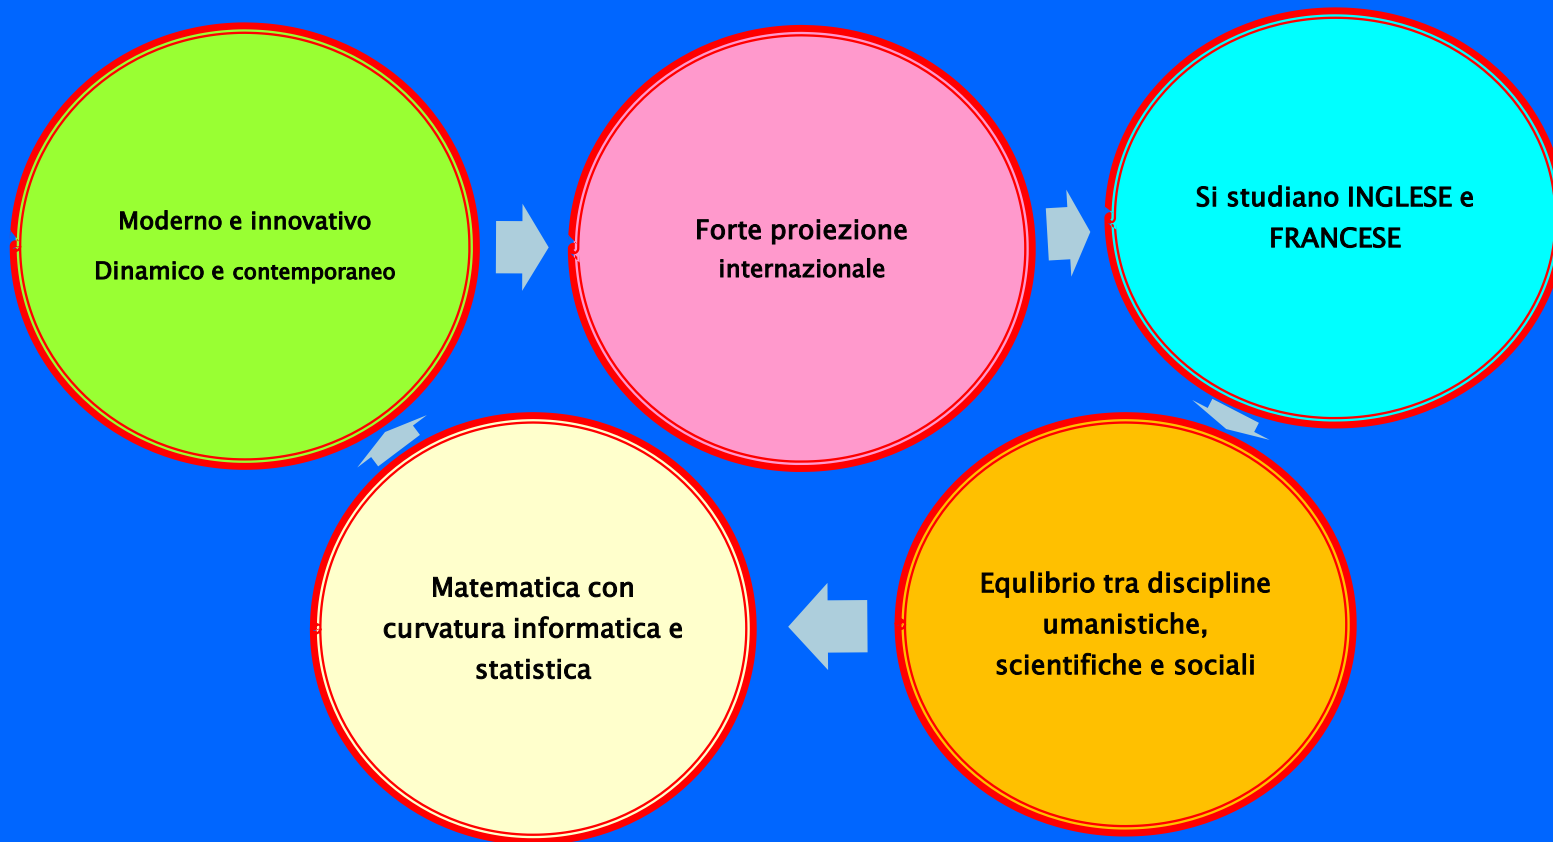 Moderno e innovativo
Dinamico e contemporaneo
Forte proiezione
internazionale
Si studiano INGLESE e
FRANCESE
Equlibrio tra discipline
umanistiche,
scientifiche e sociali
Matematica con
curvatura informatica e
statistica